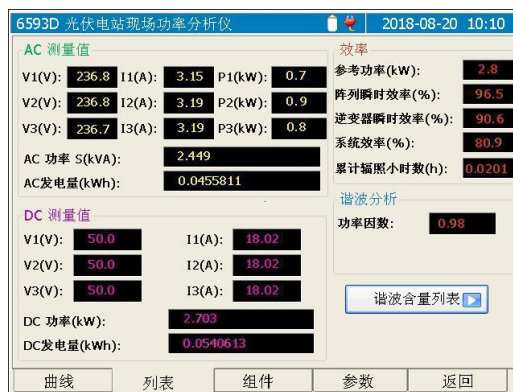 6593D 光伏电站现场功率分析仪 2018-08-20 10:10
AC 测量值
V1(V): 236.8 I1(A): 3.15 P1(kW): 0.7
V2(V): 236.8 I2(A): 3.19 P2(kW): 0.9
V3(V): 236.7 I3(A): 3.19 P3(kW): 0.8
AC 功率 S(kVA): 2.449
AC发电量(kWh): 0.0455811
DC 测量值
V1(V): 50.0 I1(A): 18.02
V2(V): 50.0 I2(A): 18.02
V3(V): 50.0 I3(A): 18.02
DC 功率(kW): 2.703
DC发电量(kWh): 0.0540613
效率
参考功率(kW): 2.8
阵列瞬时效率(%): 96.5
逆变器瞬时效率(%): 90.6
系统效率(%): 80.9
累计辐照小时数(h): 0.0201
谐波分析
功率因数: 0.98
谐波含量列表
曲线 列表 组件 参数 返回